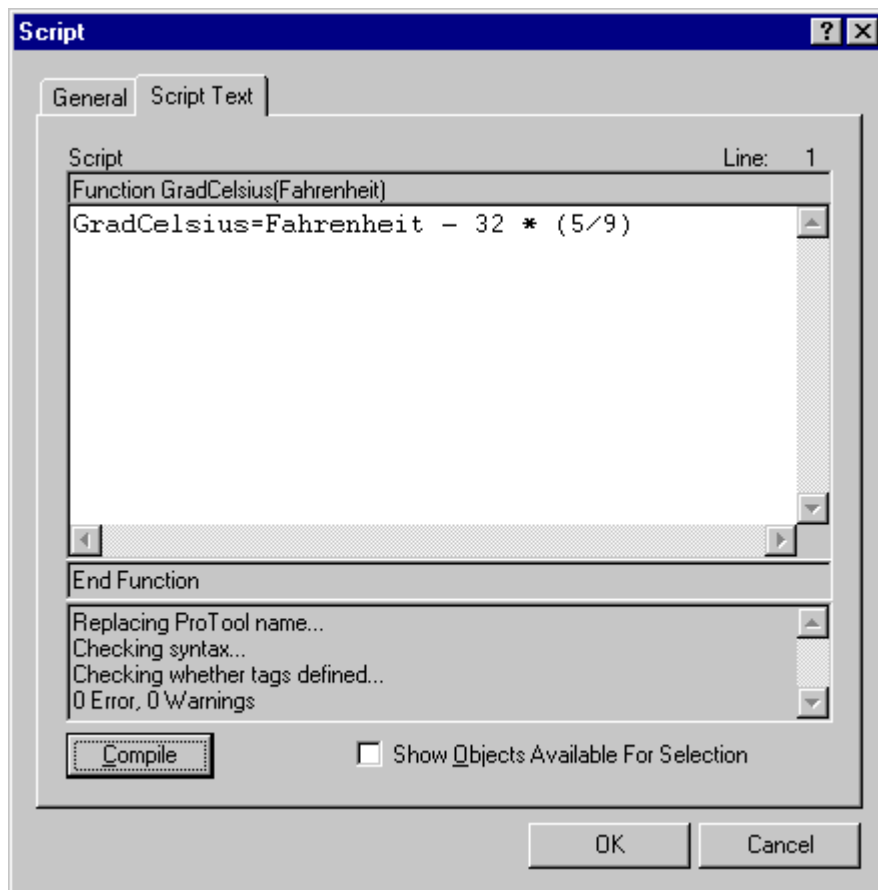 Script
General
Script Text
Script Line: 1
Function GradCelsius(Fahrenheit)
GradCelsius=Fahrenheit - 32 * (5/9)
End Function
Replacing ProTool name...
Checking syntax...
Checking whether tags defined...
0 Error, 0 Warnings
Compile
Show Objects Available For Selection
OK
Cancel